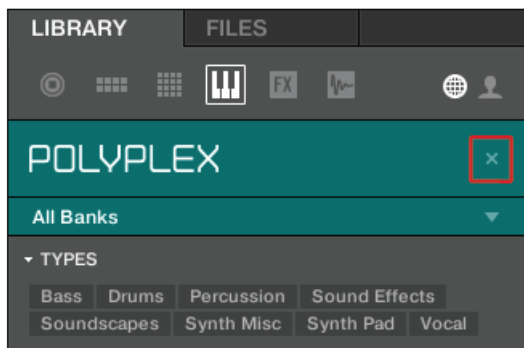 LIBRARY FILES
FX
POLYPLEX
All Banks
TYPES
Bass Drums Percussion Sound Effects
Soundscapes Synth Misc Synth Pad Vocal